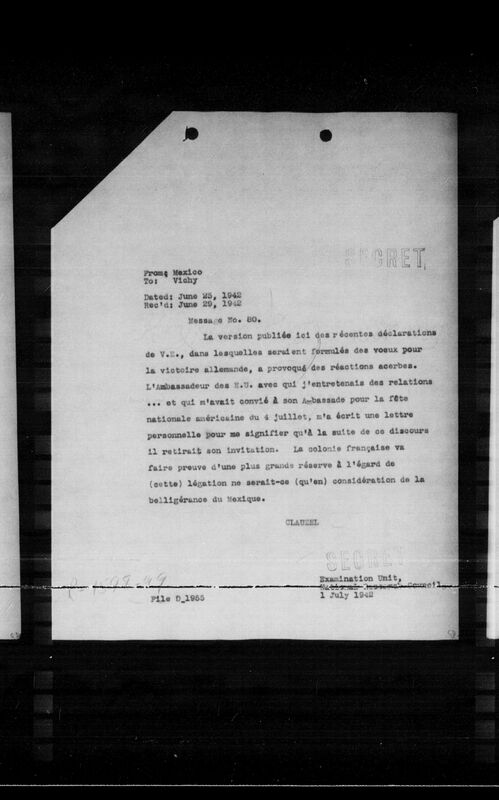 SECRET
From: Mexico
To: Vichy
Dated: June 25, 1942
Rec'd: June 29, 1942
Message No. 80.
La version publiée ici des récentes déclarations
de V.E., dans lesquelles seraient formulés des voeux pour
la victoire allemande, a provoqué des réactions acerbes.
L'Ambassadeur des E.U. avec qui j'entretenais des relations
... et qui m'avait convié à son Ambassade pour la fête
nationale américaine du 4 juillet, m'a écrit une lettre
personnelle pour me signifier qu'à la suite de ce discours
il retirait son invitation. La colonie française va
faire preuve d'une plus grande réserve à l'égard de
(cette) légation ne serait-ce (qu'en) considération de la
belligérance du Mexique.
CLAUZEL
SECRET
Examination Unit,
National Research Council
1 July 1942
File D_1955